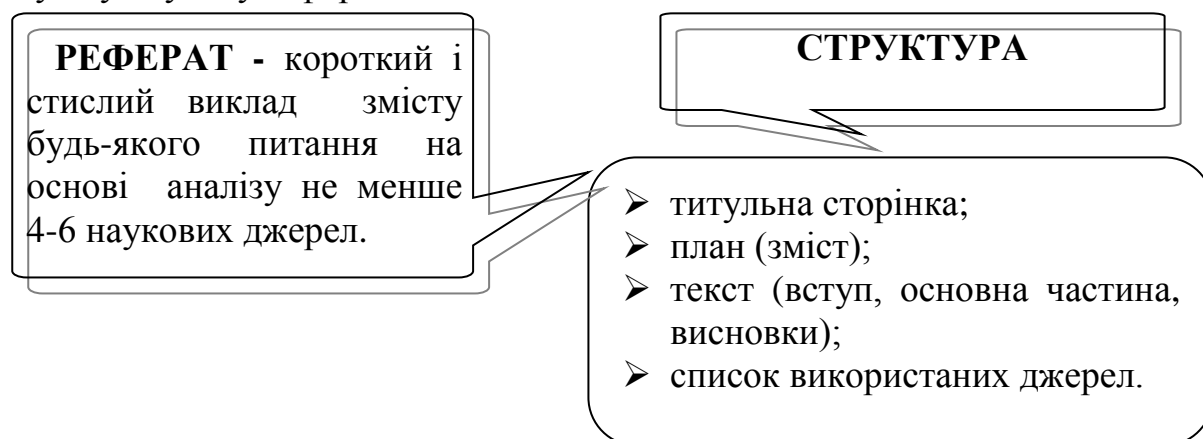 РЕФЕРАТ - короткий і
стислий виклад змісту
будь-якого питання на
основі аналізу не менше
4-6 наукових джерел.
СТРУКТУРА
➢ титульна сторінка;
➢ план (зміст);
➢ текст (вступ, основна частина,
висновки);
➢ список використаних джерел.